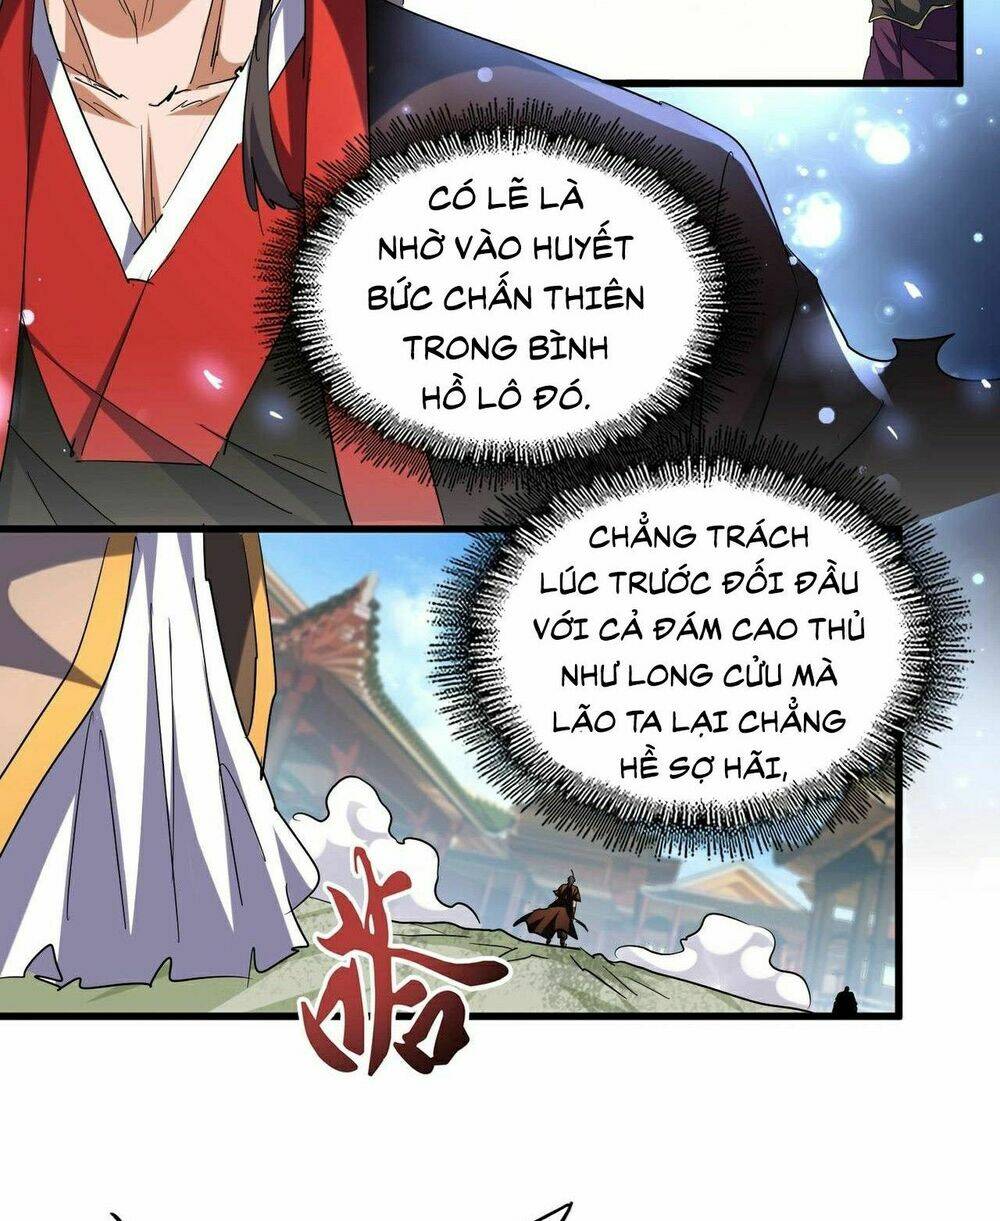 CÓ LẼ LÀ
NHỜ VÀO HUYẾT
BỨC CHẤN THIÊN
TRONG BÌNH
HỒ LÔ ĐÓ.
CHẲNG TRÁCH
LÚC TRƯỚC ĐỐI ĐẦU
VỚI CẢ ĐÁM CAO THỦ
NHƯ LONG CỬU MÀ
LÃO TA LẠI CHẲNG
HỀ SỢ HÃI,